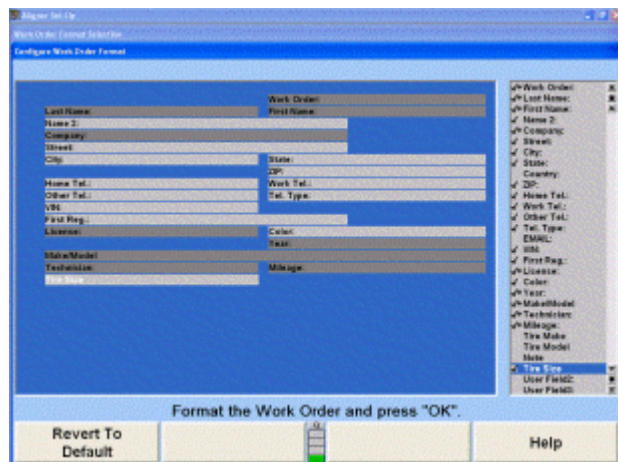 Aligner Set-Up
Work Order Format Selection
Configure Work Order Format
Work Order:
Last Name: First Name:
Name 2:
Company:
Street:
City: State:
ZIP:
Home Tel.: Work Tel.:
Other Tel.: Tel. Type:
VIN:
First Reg.:
License: Color:
Year:
Make/Model
Technician: Mileage:
Tire Size
Work Order:
Last Name:
First Name:
Name 2:
Company:
Street:
City:
State:
Country:
ZIP:
Home Tel.:
Work Tel.:
Other Tel.:
Tel. Type:
EMAIL:
VIN:
First Reg.:
License:
Color:
Year:
Make/Model
Technician:
Mileage:
Tire Make
Tire Model
Note
Tire Size
User Field2:
User Field3:
Format the Work Order and press "OK".
Revert To
Default
Help